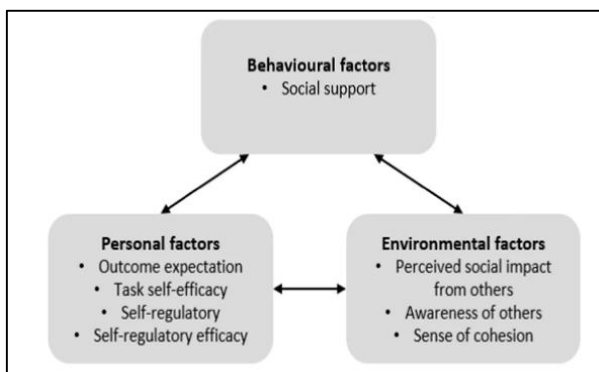 Behavioural factors
• Social support
Personal factors
• Outcome expectation
• Task self-efficacy
• Self-regulatory
• Self-regulatory efficacy
Environmental factors
• Perceived social impact
from others
• Awareness of others
• Sense of cohesion